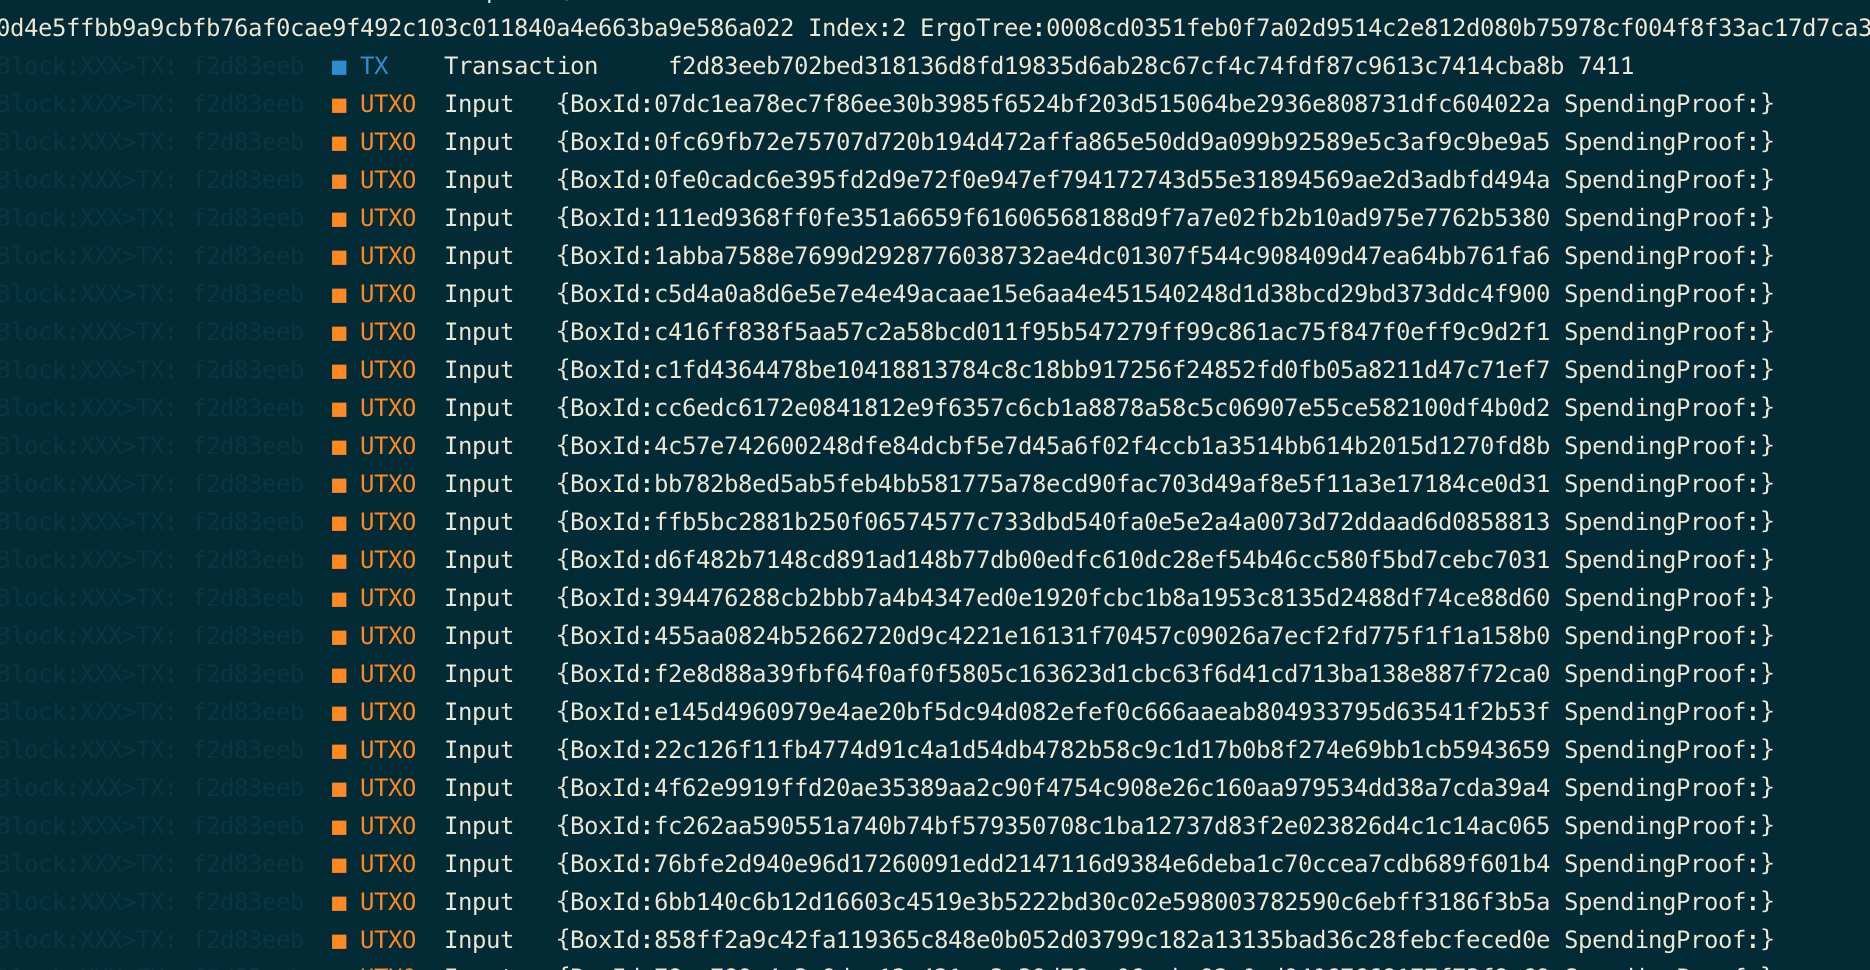 0d4e5ffbb9a9cbfb76af0cae9f492c103c011840a4e663ba9e586a022 Index:2 ErgoTree:0008cd0351feb0f7a02d9514c2e812d080b75978cf004f8f33ac17d7ca3
Block:XXX>TX: f2d83eeb ■ TX Transaction f2d83eeb702bed318136d8fd19835d6ab28c67cf4c74fdf87c9613c7414cba8b 7411
Block:XXX>TX: f2d83eeb ■ UTXO Input {BoxId:07dc1ea78ec7f86ee30b3985f6524bf203d515064be2936e808731dfc604022a SpendingProof:}
Block:XXX>TX: f2d83eeb ■ UTXO Input {BoxId:0fc69fb72e75707d720b194d472affa865e50dd9a099b92589e5c3af9c9be9a5 SpendingProof:}
Block:XXX>TX: f2d83eeb ■ UTXO Input {BoxId:0fe0cadc6e395fd2d9e72f0e947ef794172743d55e31894569ae2d3adbfd494a SpendingProof:}
Block:XXX>TX: f2d83eeb ■ UTXO Input {BoxId:111ed9368ff0fe351a6659f61606568188d9f7a7e02fb2b10ad975e7762b5380 SpendingProof:}
Block:XXX>TX: f2d83eeb ■ UTXO Input {BoxId:1abba7588e7699d2928776038732ae4dc01307f544c908409d47ea64bb761fa6 SpendingProof:}
Block:XXX>TX: f2d83eeb ■ UTXO Input {BoxId:c5d4a0a8d6e5e7e4e49acaae15e6aa4e451540248d1d38bcd29bd373ddc4f900 SpendingProof:}
Block:XXX>TX: f2d83eeb ■ UTXO Input {BoxId:c416ff838f5aa57c2a58bcd011f95b547279ff99c861ac75f847f0eff9c9d2f1 SpendingProof:}
Block:XXX>TX: f2d83eeb ■ UTXO Input {BoxId:c1fd4364478be10418813784c8c18bb917256f24852fd0fb05a8211d47c71ef7 SpendingProof:}
Block:XXX>TX: f2d83eeb ■ UTXO Input {BoxId:cc6edc6172e0841812e9f6357c6cb1a8878a58c5c06907e55ce582100df4b0d2 SpendingProof:}
Block:XXX>TX: f2d83eeb ■ UTXO Input {BoxId:4c57e742600248dfe84dcbf5e7d45a6f02f4ccb1a3514bb614b2015d1270fd8b SpendingProof:}
Block:XXX>TX: f2d83eeb ■ UTXO Input {BoxId:bb782b8ed5ab5feb4bb581775a78ecd90fac703d49af8e5f11a3e17184ce0d31 SpendingProof:}
Block:XXX>TX: f2d83eeb ■ UTXO Input {BoxId:ffb5bc2881b250f06574577c733dbd540fa0e5e2a4a0073d72ddaad6d0858813 SpendingProof:}
Block:XXX>TX: f2d83eeb ■ UTXO Input {BoxId:d6f482b7148cd891ad148b77db00edfc610dc28ef54b46cc580f5bd7cebc7031 SpendingProof:}
Block:XXX>TX: f2d83eeb ■ UTXO Input {BoxId:394476288cb2bbb7a4b4347ed0e1920fcbc1b8a1953c8135d2488df74ce88d60 SpendingProof:}
Block:XXX>TX: f2d83eeb ■ UTXO Input {BoxId:455aa0824b52662720d9c4221e16131f70457c09026a7ecf2fd775f1f1a158b0 SpendingProof:}
Block:XXX>TX: f2d83eeb ■ UTXO Input {BoxId:f2e8d88a39fbf64f0af0f5805c163623d1cbc63f6d41cd713ba138e887f72ca0 SpendingProof:}
Block:XXX>TX: f2d83eeb ■ UTXO Input {BoxId:e145d4960979e4ae20bf5dc94d082efef0c666aaeab804933795d63541f2b53f SpendingProof:}
Block:XXX>TX: f2d83eeb ■ UTXO Input {BoxId:22c126f11fb4774d91c4a1d54db4782b58c9c1d17b0b8f274e69bb1cb5943659 SpendingProof:}
Block:XXX>TX: f2d83eeb ■ UTXO Input {BoxId:4f62e9919ffd20ae35389aa2c90f4754c908e26c160aa979534dd38a7cda39a4 SpendingProof:}
Block:XXX>TX: f2d83eeb ■ UTXO Input {BoxId:fc262aa590551a740b74bf579350708c1ba12737d83f2e023826d4c1c14ac065 SpendingProof:}
Block:XXX>TX: f2d83eeb ■ UTXO Input {BoxId:76bfe2d940e96d17260091edd2147116d9384e6deba1c70ccea7cdb689f601b4 SpendingProof:}
Block:XXX>TX: f2d83eeb ■ UTXO Input {BoxId:6bb140c6b12d16603c4519e3b5222bd30c02e598003782590c6ebff3186f3b5a SpendingProof:}
Block:XXX>TX: f2d83eeb ■ UTXO Input {BoxId:858ff2a9c42fa119365c848e0b052d03799c182a13135bad36c28febcfeced0e SpendingProof:}